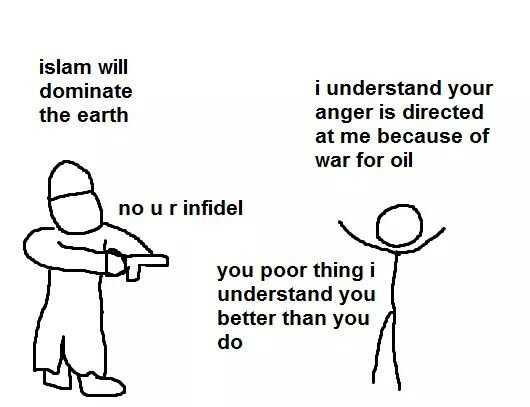 islam will
dominate
the earth
i understand your
anger is directed
at me because of
war for oil
no u r infidel
you poor thing i
understand you
better than you
do